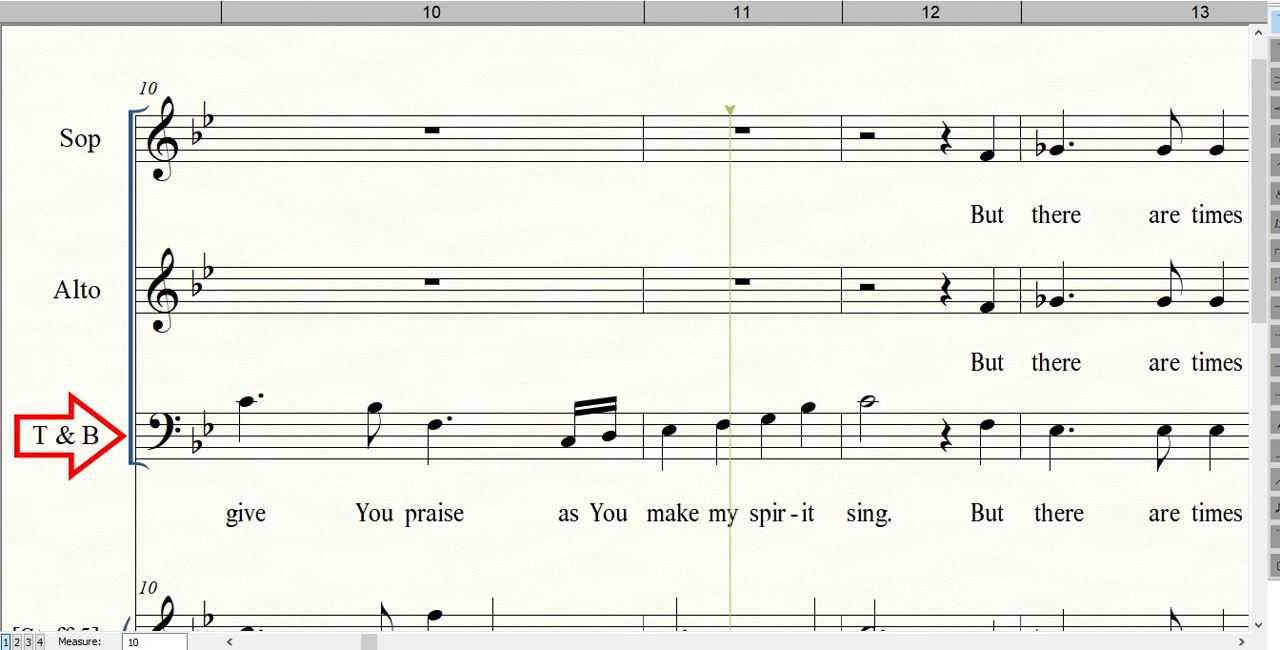 10 11 12 13
10
Sop
But there are times
Alto
But there are times
T & B
give You praise as You make my spir - it sing. But there are times
10
1 2 3 4 Measure: 10